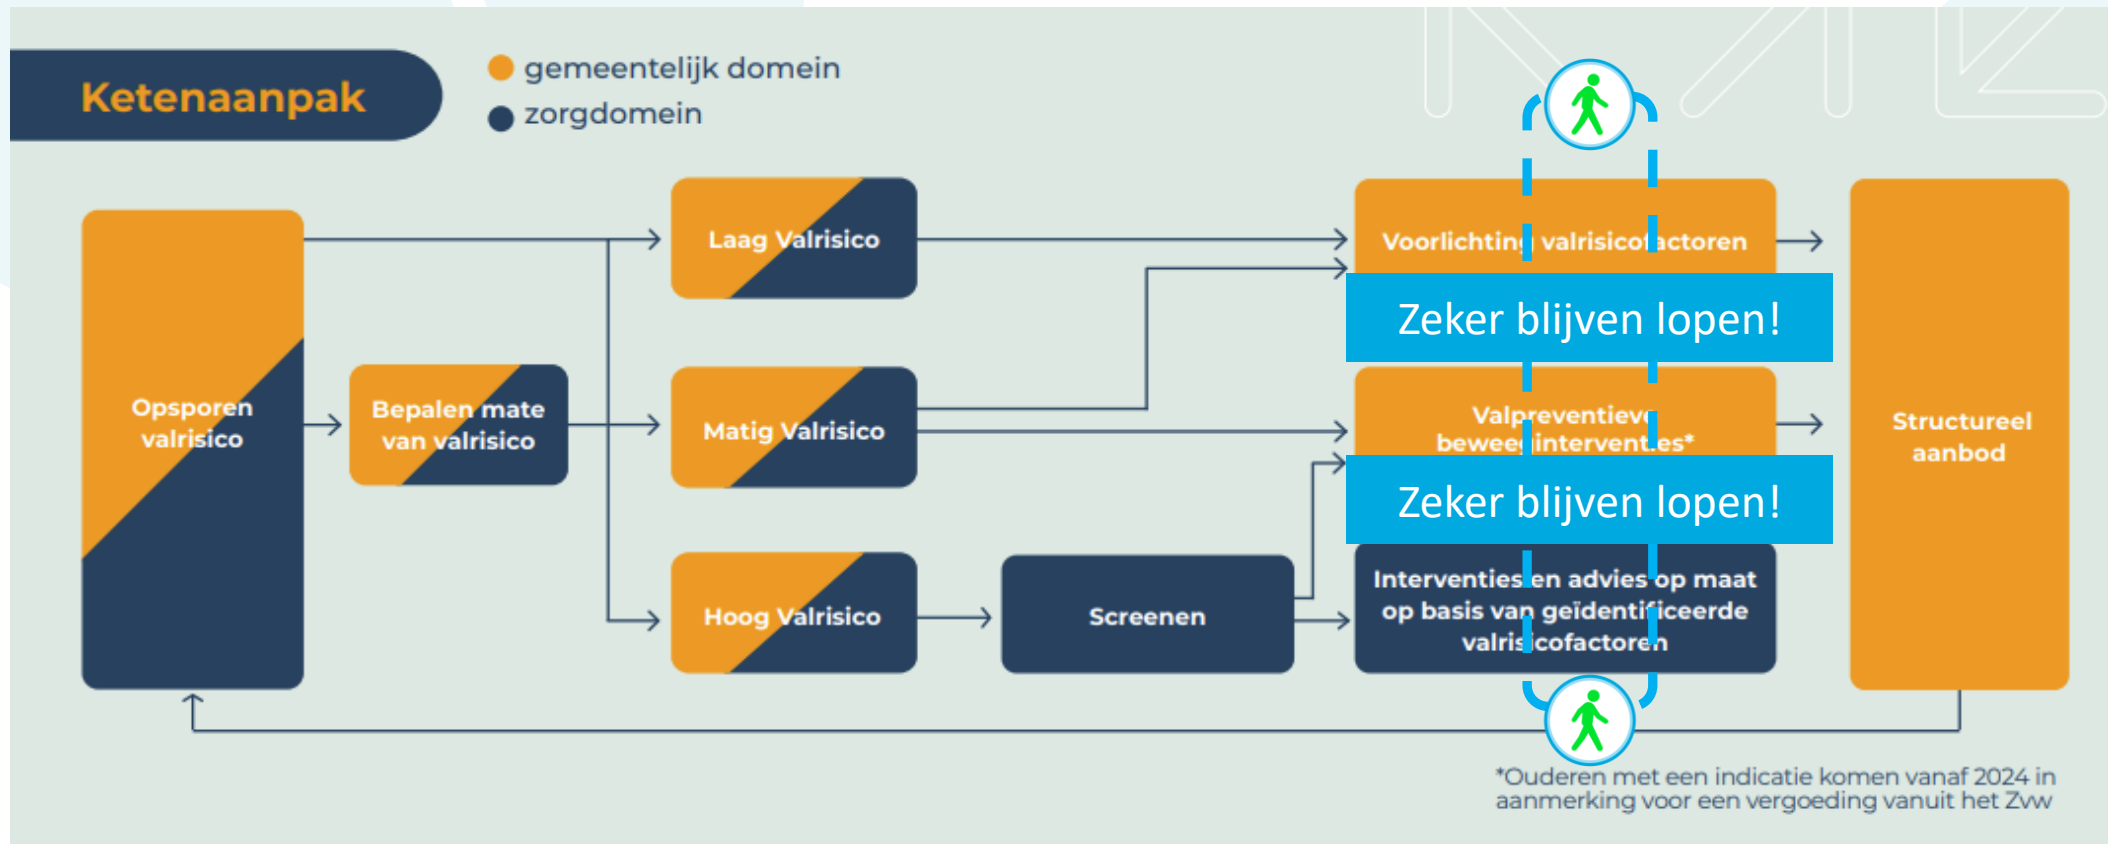 Ketenaanpak
gemeentelijk domein
zorgdomein
Opsporen
valrisico
Bepalen mate
van valrisico
Laag Valrisico
Matig Valrisico
Hoog Valrisico
Screenen
Voorlichting valrisicofactoren
Zeker blijven lopen!
Valpreventieve
beweeginterventies*
Zeker blijven lopen!
Interventies en advies op maat
op basis van geïdentificeerde
valrisicofactoren
Structureel
aanbod
*Ouderen met een indicatie komen vanaf 2024 in
aanmerking voor een vergoeding vanuit het Zvw